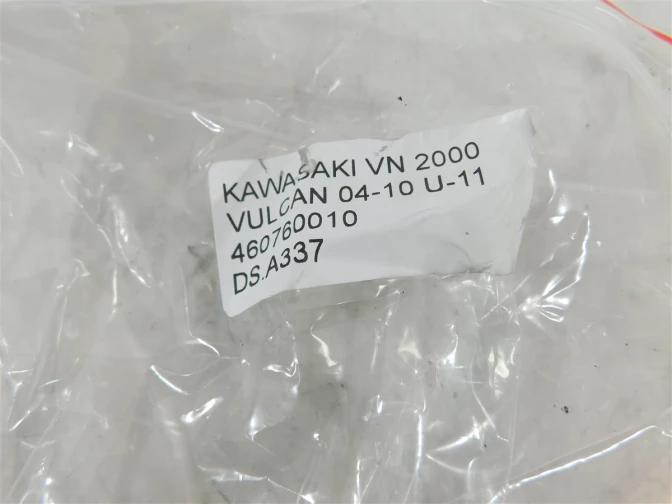 KAWASAKI VN 2000
VULCAN 04-10 U-11
460760010
DS.A337